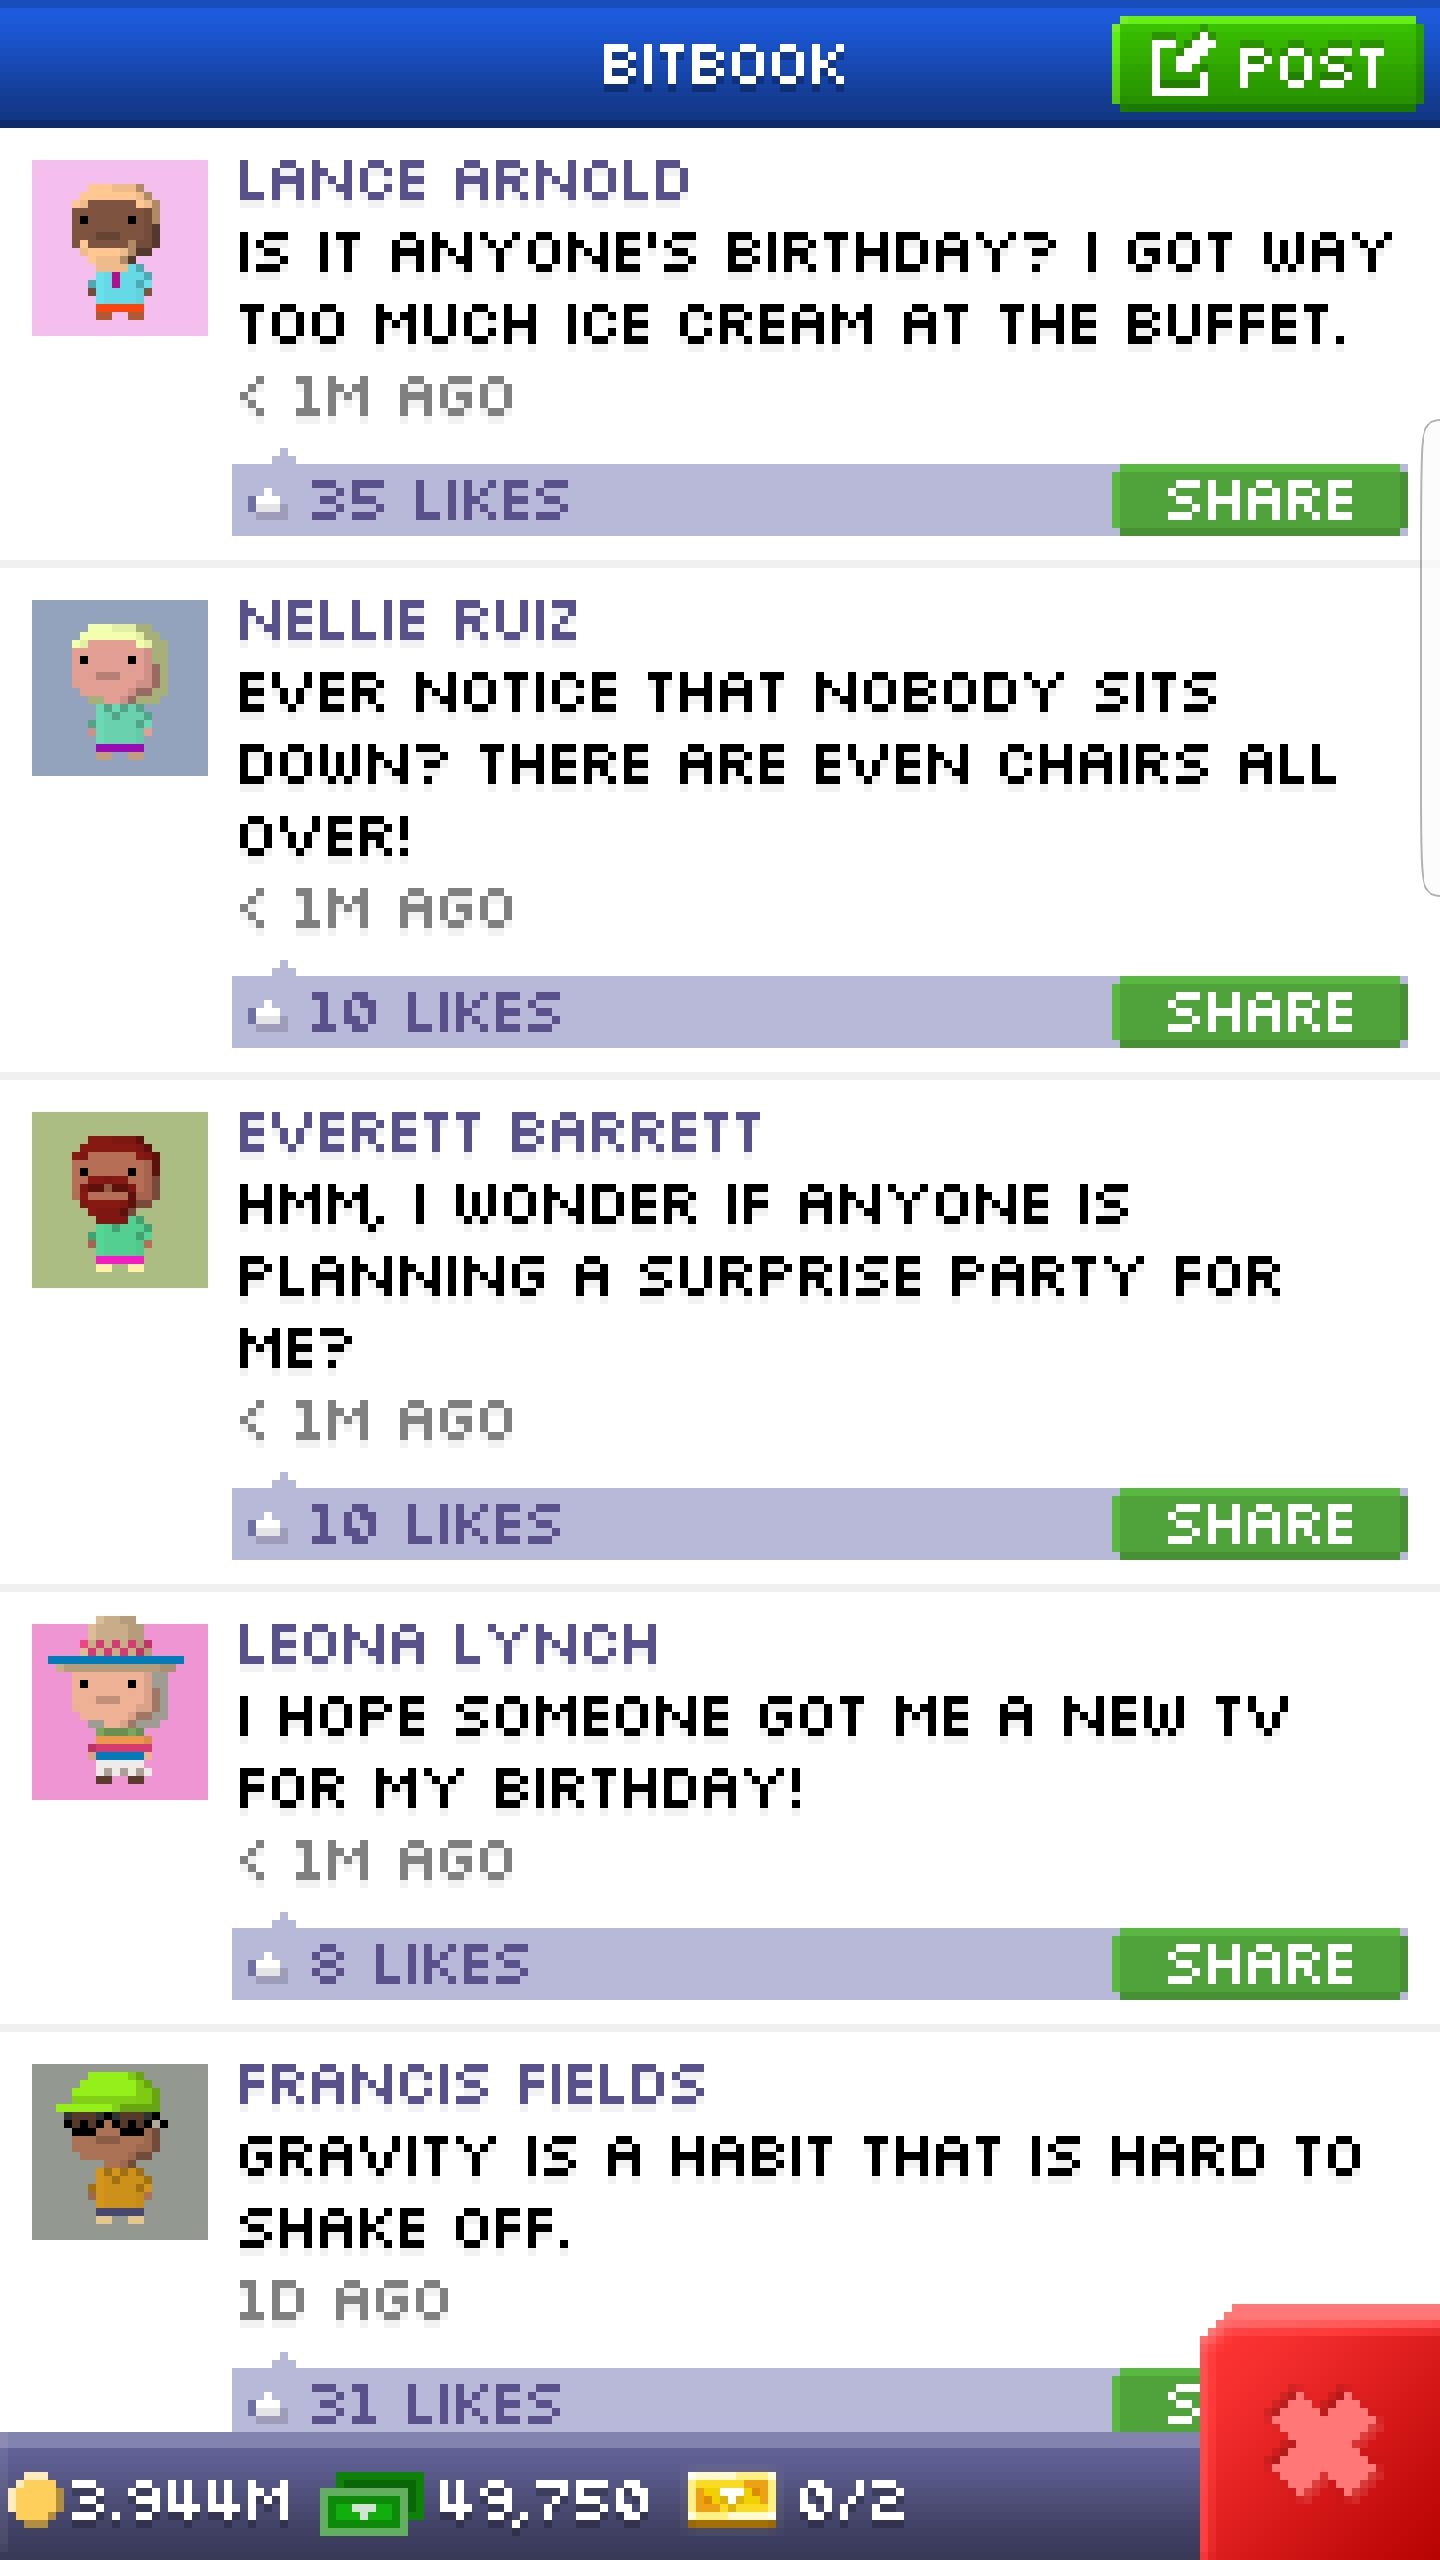 BITBOOK
POST
LANCE ARNOLD
IS IT ANYONE'S BIRTHDAY? I GOT WAY
TOO MUCH ICE CREAM AT THE BUFFET.
< 1M AGO
35 LIKES
SHARE
NELLIE RUIZ
EVER NOTICE THAT NOBODY SITS
DOWN? THERE ARE EVEN CHAIRS ALL
OVER!
< 1M AGO
10 LIKES
SHARE
EVERETT BARRETT
HMM, I WONDER IF ANYONE IS
PLANNING A SURPRISE PARTY FOR
ME?
< 1M AGO
10 LIKES
SHARE
LEONA LYNCH
I HOPE SOMEONE GOT ME A NEW TV
FOR MY BIRTHDAY!
< 1M AGO
8 LIKES
SHARE
FRANCIS FIELDS
GRAVITY IS A HABIT THAT IS HARD TO
SHAKE OFF.
1D AGO
31 LIKES
S
3.944M
49,750
0/2